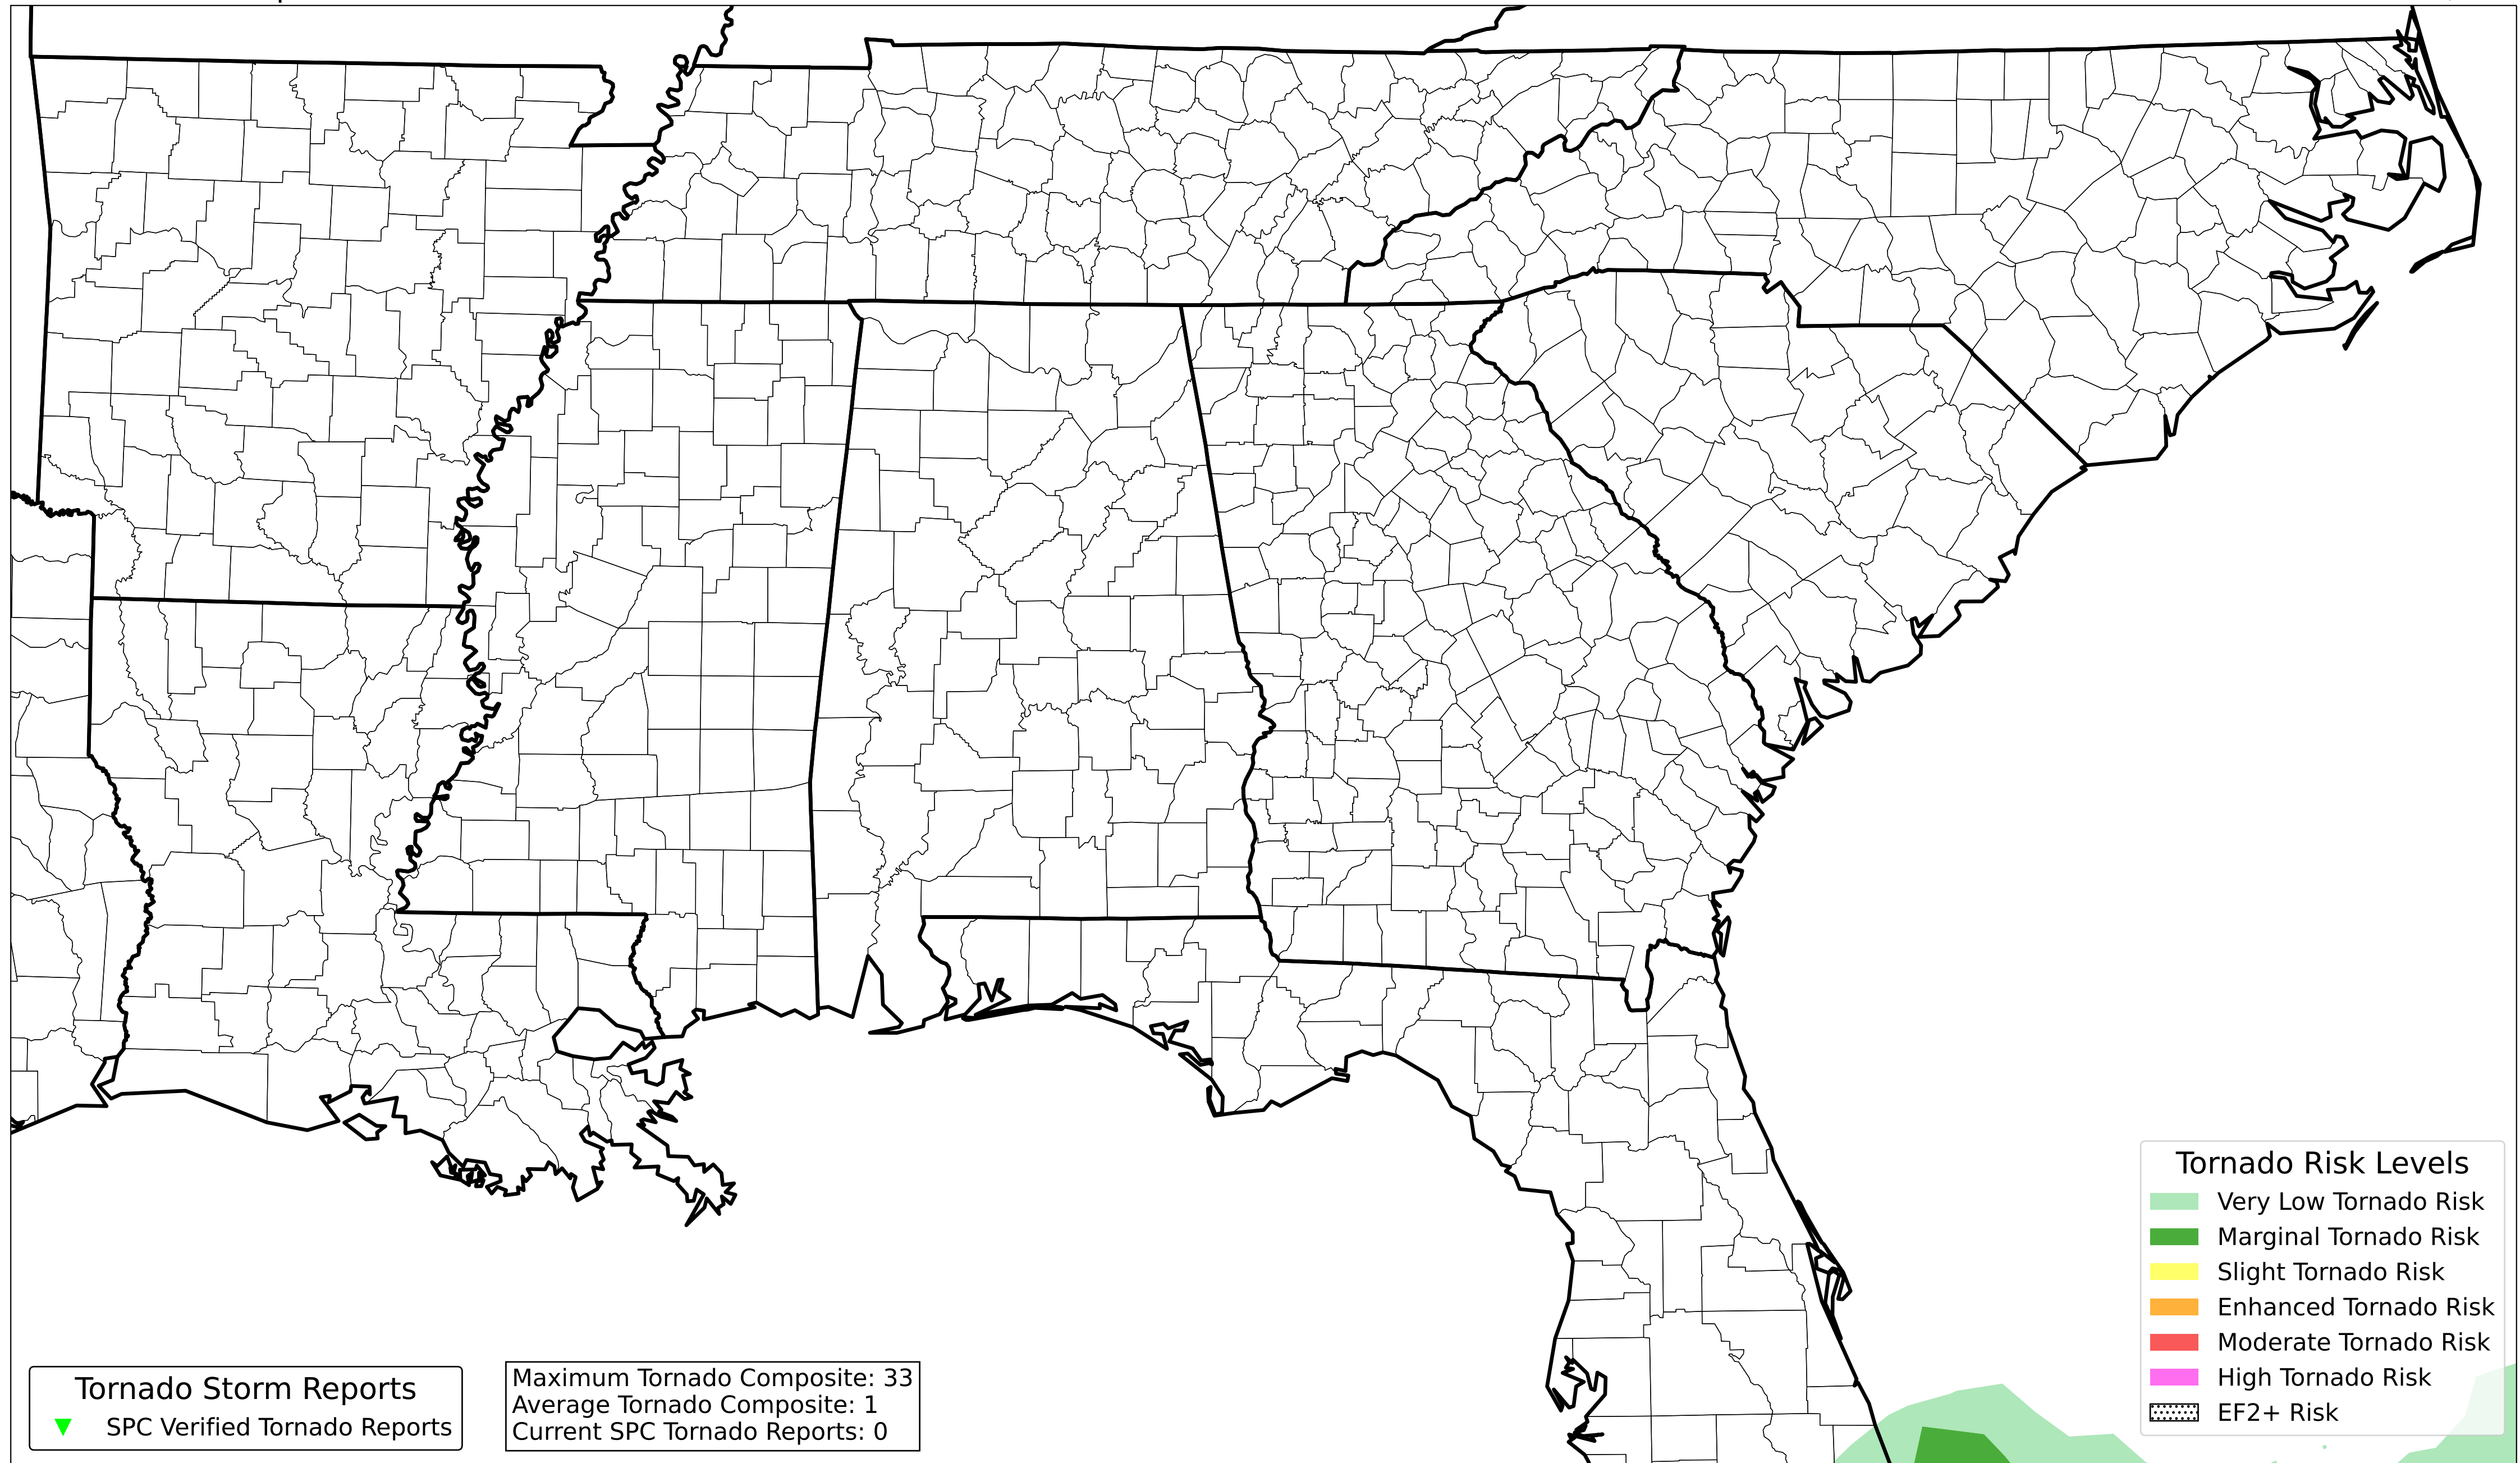 Tornado Risk Levels
Very Low Tornado Risk
Marginal Tornado Risk
Slight Tornado Risk
Enhanced Tornado Risk
Moderate Tornado Risk
High Tornado Risk
EF2+ Risk
Tornado Storm Reports
SPC Verified Tornado Reports
Maximum Tornado Composite: 33
Average Tornado Composite: 1
Current SPC Tornado Reports: 0